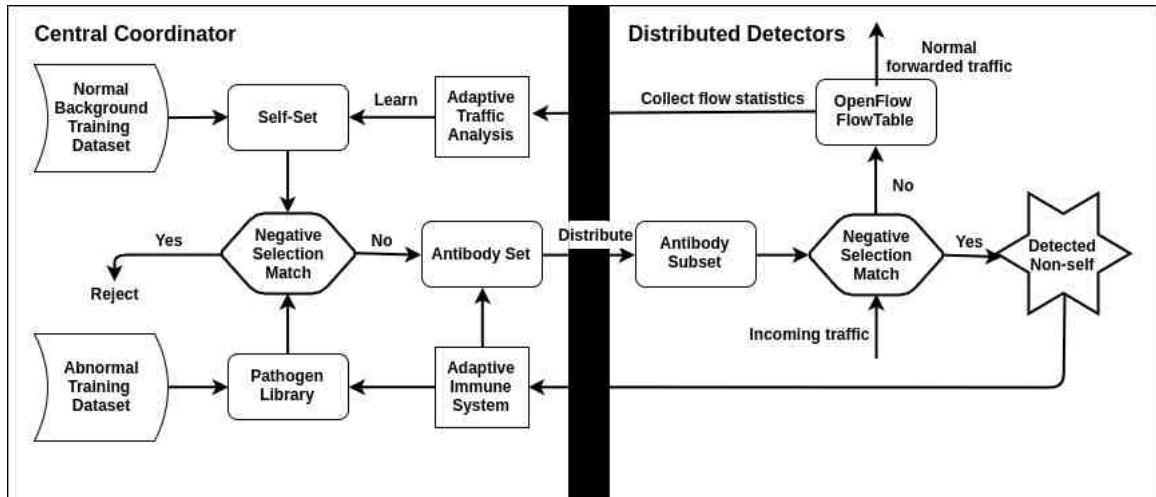 Central Coordinator
Distributed Detectors
Normal
Background
Training
Dataset
Self-Set
Learn
Adaptive
Traffic
Analysis
Collect flow statistics
OpenFlow
FlowTable
Normal
forwarded traffic
No
Yes
Reject
Negative
Selection
Match
No
Antibody Set
Distribute
Antibody
Subset
Negative
Selection
Match
Yes
Detected
Non-self
Incoming traffic
Abnormal
Training
Dataset
Pathogen
Library
Adaptive
Immune
System